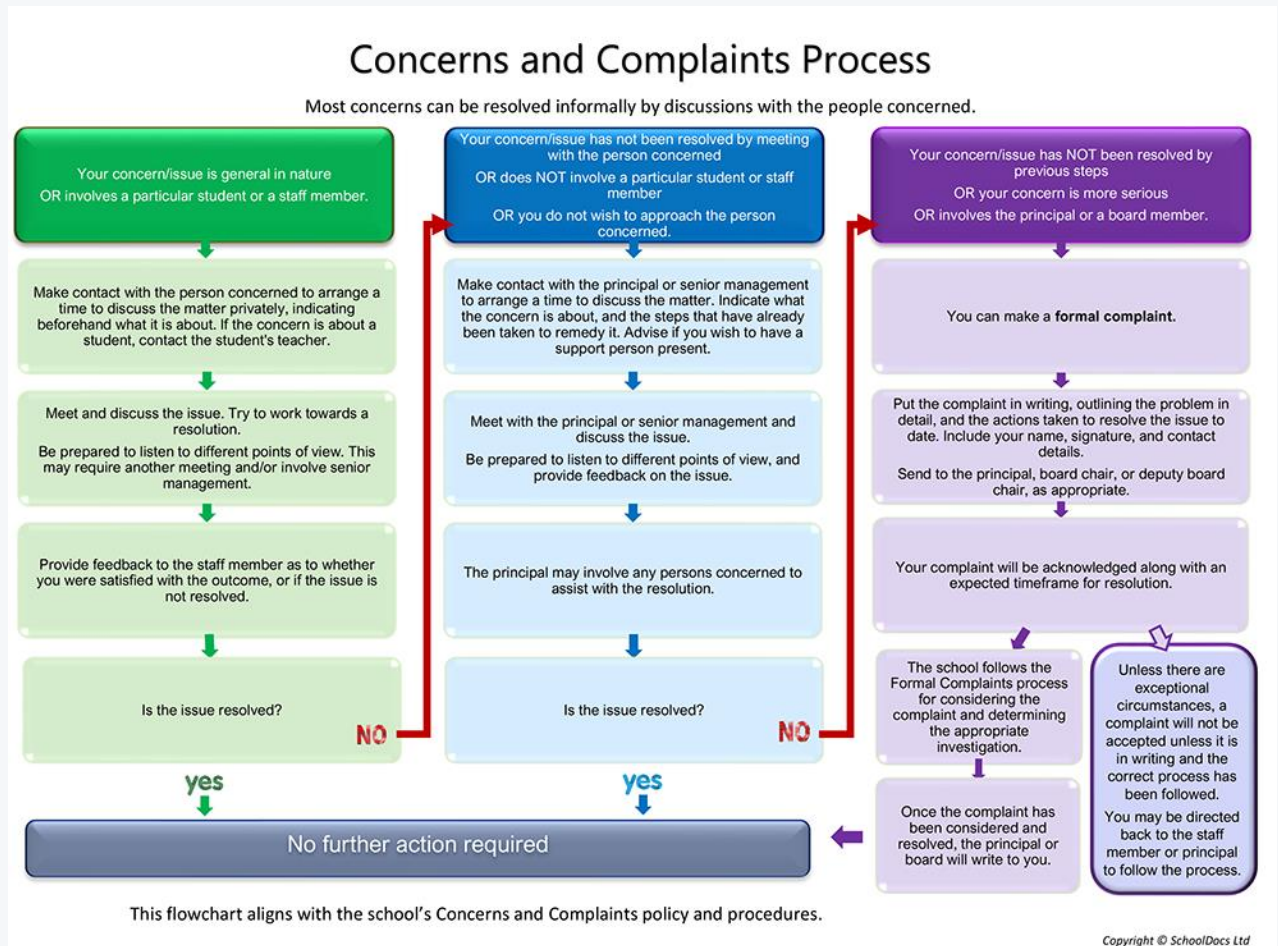 Concerns and Complaints Process
Most concerns can be resolved informally by discussions with the people concerned.
Your concern/issue is general in nature
OR involves a particular student or a staff member.
Make contact with the person concerned to arrange a
time to discuss the matter privately, indicating
beforehand what it is about. If the concern is about a
student, contact the student's teacher.
Meet and discuss the issue. Try to work towards a
resolution.
Be prepared to listen to different points of view. This
may require another meeting and/or involve senior
management.
Provide feedback to the staff member as to whether
you were satisfied with the outcome, or if the issue is
not resolved.
Is the issue resolved?
NO
yes
Your concern/issue has not been resolved by meeting
with the person concerned
OR does NOT involve a particular student or staff
member
OR you do not wish to approach the person
concerned.
Make contact with the principal or senior management
to arrange a time to discuss the matter. Indicate what
the concern is about, and the steps that have already
been taken to remedy it. Advise if you wish to have a
support person present.
Meet with the principal or senior management and
discuss the issue.
Be prepared to listen to different points of view, and
provide feedback on the issue.
The principal may involve any persons concerned to
assist with the resolution.
Is the issue resolved?
NO
yes
Your concern/issue has NOT been resolved by
previous steps
OR your concern is more serious
OR involves the principal or a board member.
You can make a formal complaint.
Put the complaint in writing, outlining the problem in
detail, and the actions taken to resolve the issue to
date. Include your name, signature, and contact
details.
Send to the principal, board chair, or deputy board
chair, as appropriate.
Your complaint will be acknowledged along with an
expected timeframe for resolution.
The school follows the
Formal Complaints process
for considering the
complaint and determining
the appropriate
investigation.
Once the complaint has
been considered and
resolved, the principal or
board will write to you.
Unless there are
exceptional
circumstances, a
complaint will not be
accepted unless it is
in writing and the
correct process has
been followed.
You may be directed
back to the staff
member or principal
to follow the process.
No further action required
This flowchart aligns with the school's Concerns and Complaints policy and procedures.
Copyright © SchoolDocs Ltd